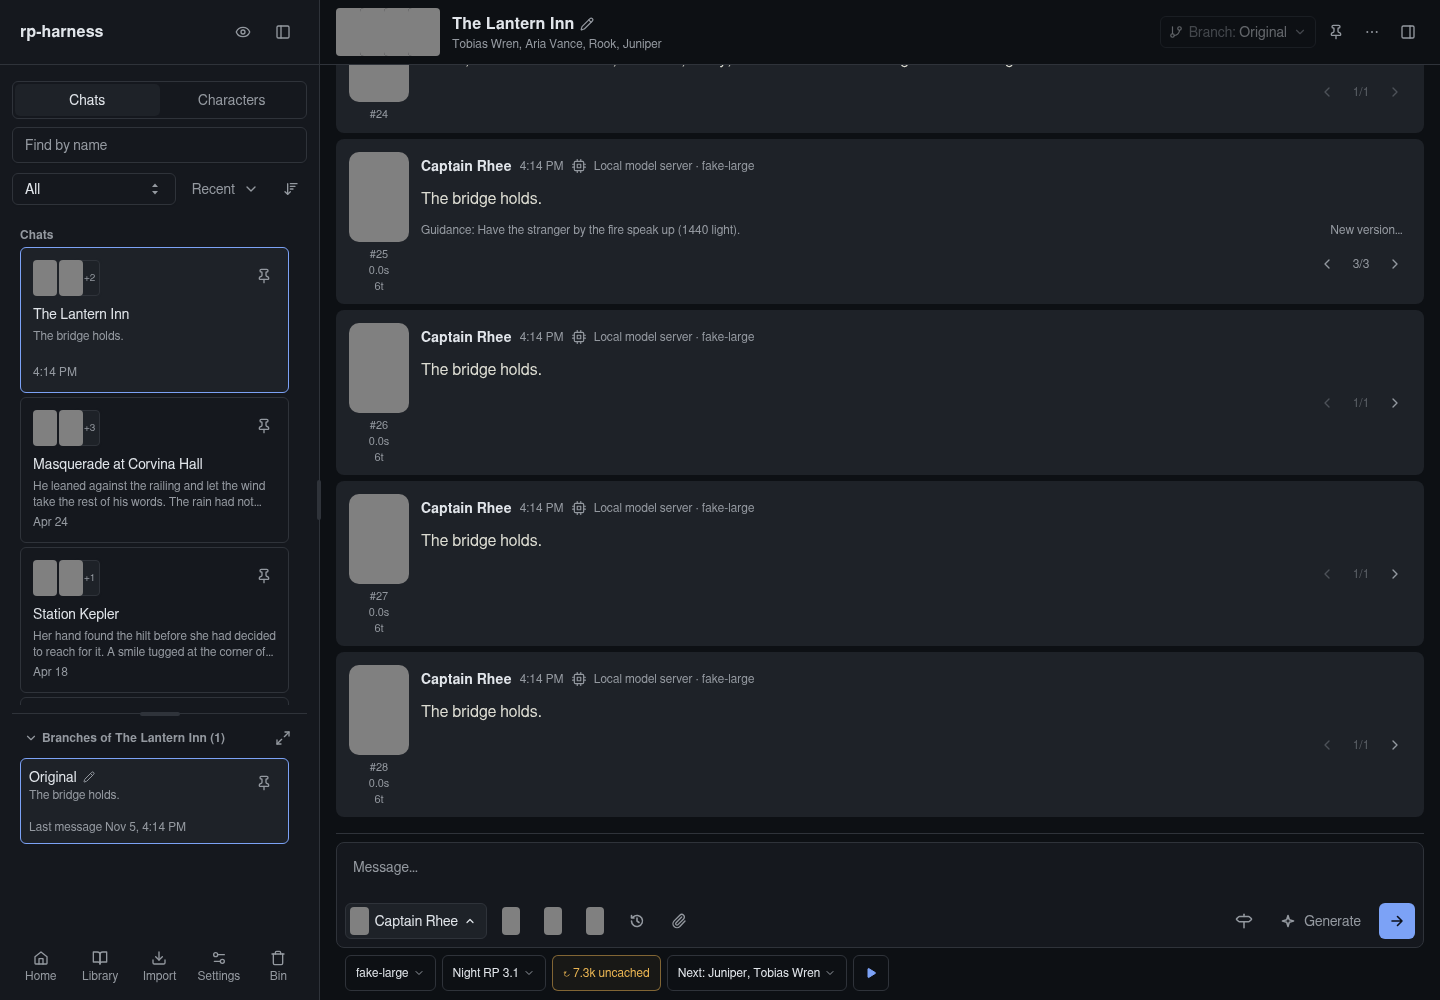 rp-harness
Chats
Characters
Find by name
All
Recent
Chats
+2
The Lantern Inn
The bridge holds.
4:14 PM
+3
Masquerade at Corvina Hall
He leaned against the railing and let the wind
take the rest of his words. The rain had not…
Apr 24
+1
Station Kepler
Her hand found the hilt before she had decided
to reach for it. A smile tugged at the corner of…
Apr 18
Branches of The Lantern Inn (1)
Original
The bridge holds.
Last message Nov 5, 4:14 PM
Home
Library
Import
Settings
Bin
The Lantern Inn
Tobias Wren, Aria Vance, Rook, Juniper
Branch: Original
#24
1/1
Captain Rhee 4:14 PM Local model server · fake-large
The bridge holds.
Guidance: Have the stranger by the fire speak up (1440 light).
New version…
#25
0.0s
6t
3/3
Captain Rhee 4:14 PM Local model server · fake-large
The bridge holds.
#26
0.0s
6t
1/1
Captain Rhee 4:14 PM Local model server · fake-large
The bridge holds.
#27
0.0s
6t
1/1
Captain Rhee 4:14 PM Local model server · fake-large
The bridge holds.
#28
0.0s
6t
1/1
Message…
Captain Rhee
Generate
fake-large
Night RP 3.1
7.3k uncached
Next: Juniper, Tobias Wren